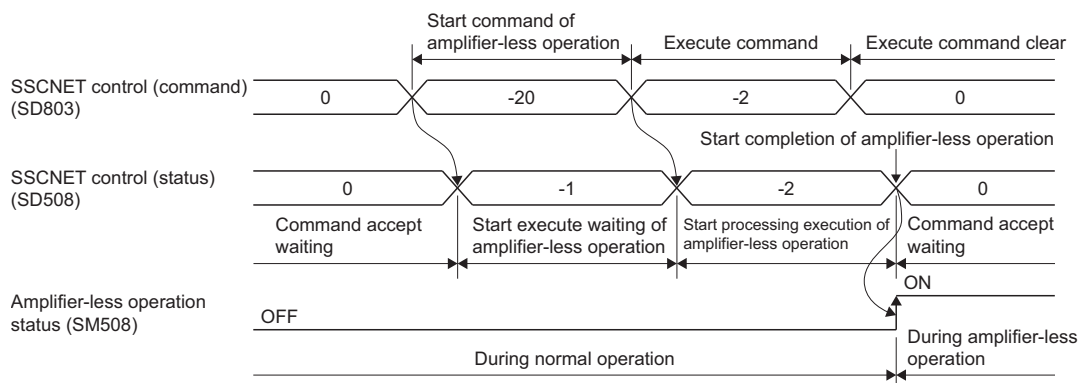 Start command of
amplifier-less operation
Execute command
Execute command clear
SSCNET control (command)
(SD803)
0
-20
-2
0
Start completion of amplifier-less operation
SSCNET control (status)
(SD508)
0
-1
-2
0
Command accept
waiting
Start execute waiting of
amplifier-less operation
Start processing execution of
amplifier-less operation
Command accept
waiting
Amplifier-less operation
status (SM508)
OFF
ON
During normal operation
During amplifier-less
operation